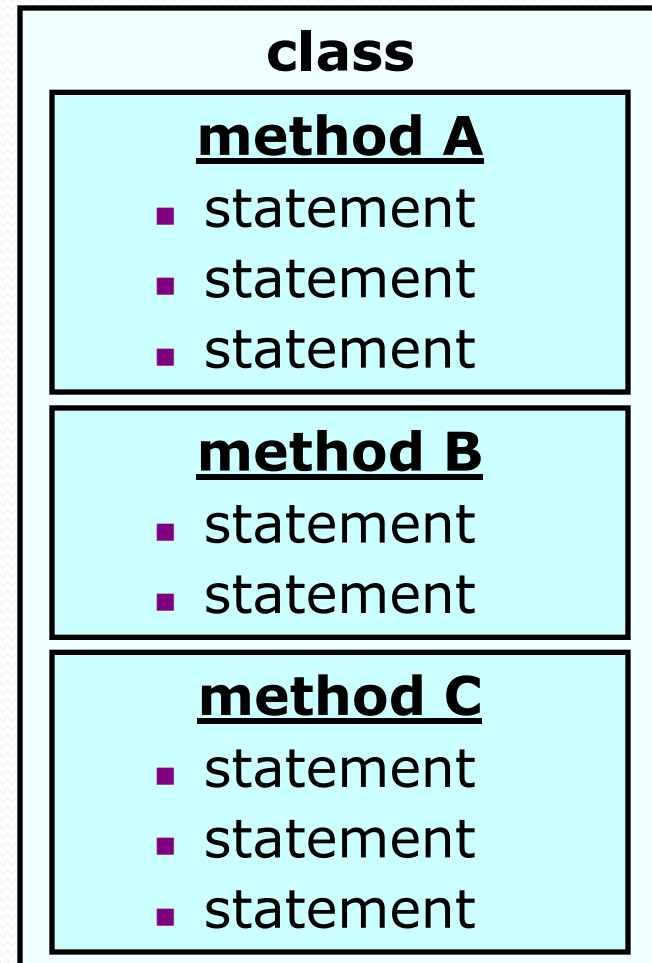 class
method A
▪ statement
▪ statement
▪ statement
method B
▪ statement
▪ statement
method C
▪ statement
▪ statement
▪ statement